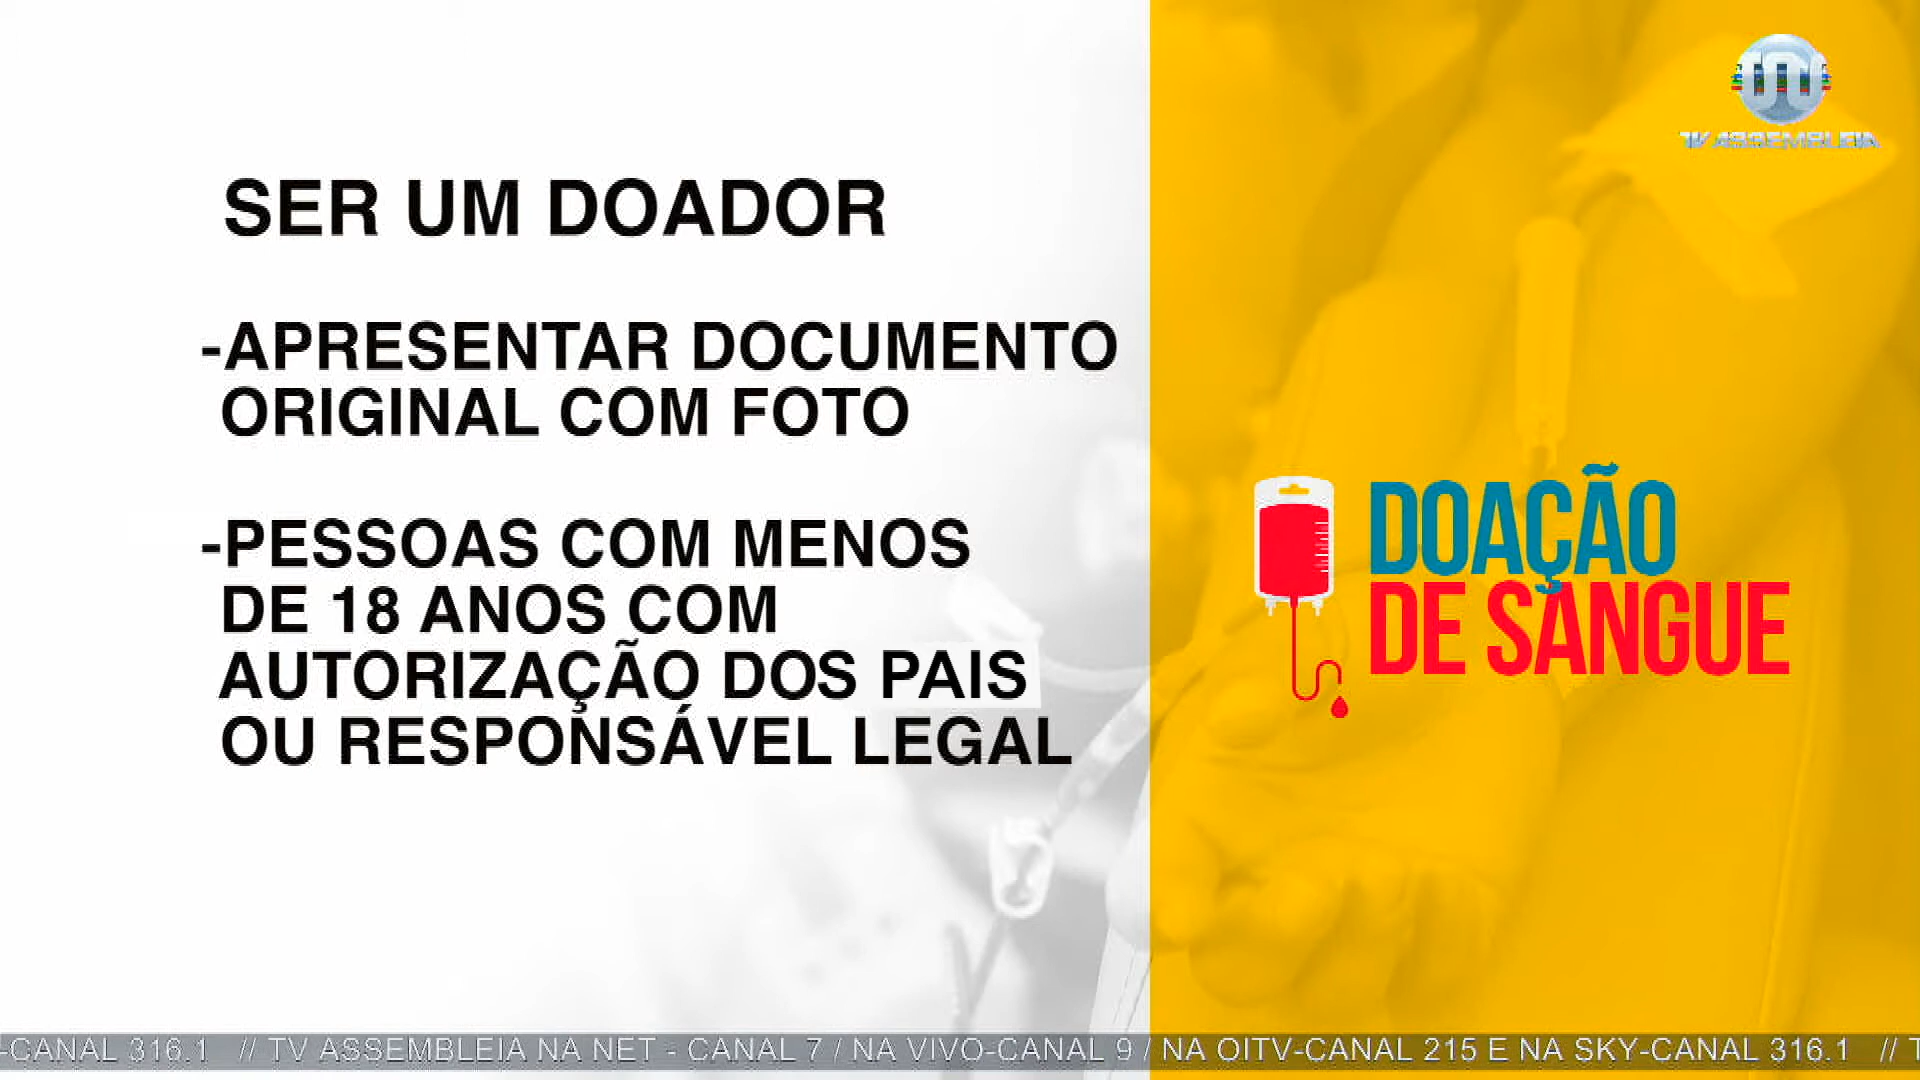 TV ASSEMBLEIA
SER UM DOADOR
-APRESENTAR DOCUMENTO
ORIGINAL COM FOTO
-PESSOAS COM MENOS
DE 18 ANOS COM
AUTORIZAÇÃO DOS PAIS
OU RESPONSÁVEL LEGAL
DOAÇÃO
DE SANGUE
-CANAL 316.1 // TV ASSEMBLEIA NA NET - CANAL 7 / NA VIVO-CANAL 9 / NA OITV-CANAL 215 E NA SKY-CANAL 316.1 // T